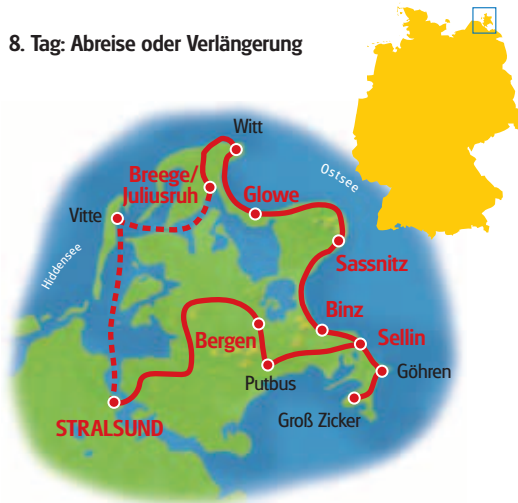 8. Tag: Abreise oder Verlängerung
Witt
Ostsee
Breege/
Juliusruh
Glowe
Vitte
Sassnitz
Hiddensee
Binz
Bergen
Sellin
Göhren
Putbus
Groß Zicker
STRALSUND